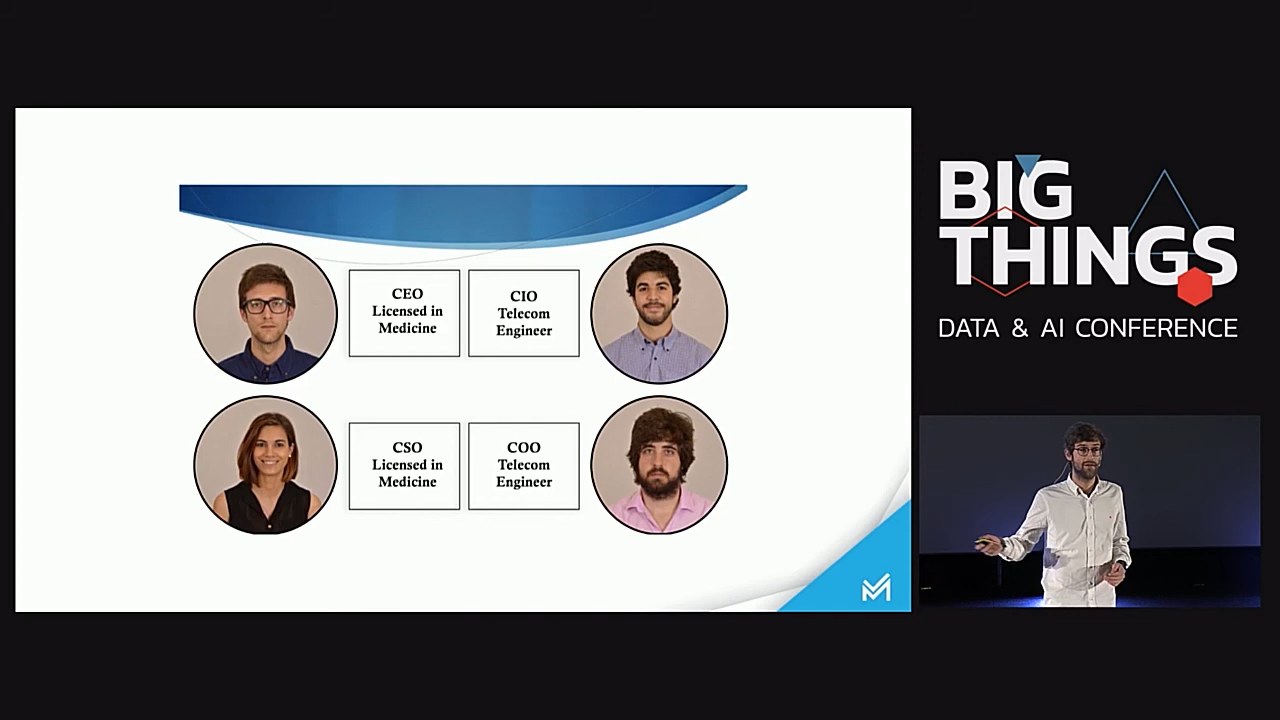 CEO
Licensed in
Medicine
CIO
Telecom
Engineer
CSO
Licensed in
Medicine
COO
Telecom
Engineer
BIG
THINGS
DATA & AI CONFERENCE